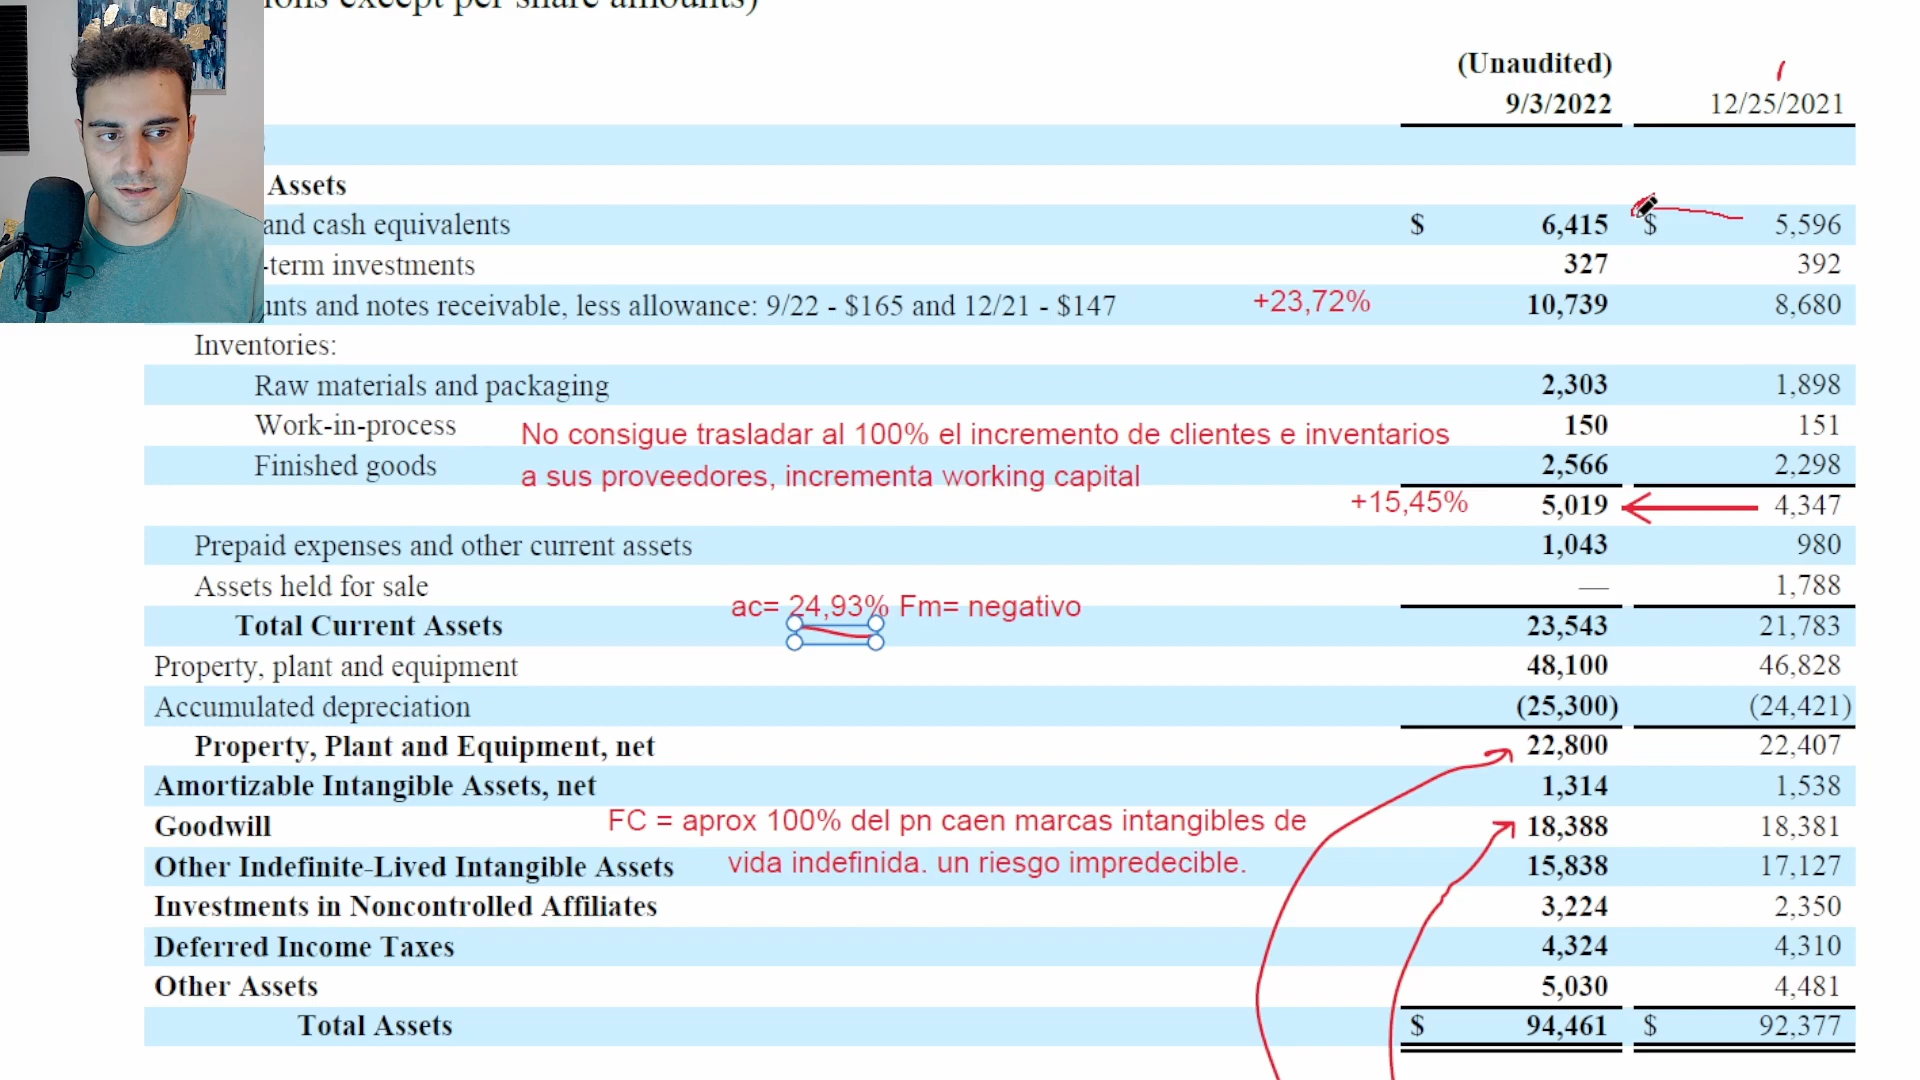 ions except per share amounts)
(Unaudited)
9/3/2022 12/25/2021
Assets
and cash equivalents $ 6,415 $ 5,596
-term investments 327 392
unts and notes receivable, less allowance: 9/22 - $165 and 12/21 - $147 +23,72% 10,739 8,680
Inventories:
Raw materials and packaging 2,303 1,898
Work-in-process 150 151
No consigue trasladar al 100% el incremento de clientes e inventarios
Finished goods 2,566 2,298
a sus proveedores, incrementa working capital
+15,45% 5,019 4,347
Prepaid expenses and other current assets 1,043 980
Assets held for sale — 1,788
ac= 24,93% Fm= negativo
Total Current Assets 23,543 21,783
Property, plant and equipment 48,100 46,828
Accumulated depreciation (25,300) (24,421)
Property, Plant and Equipment, net 22,800 22,407
Amortizable Intangible Assets, net 1,314 1,538
FC = aprox 100% del pn caen marcas intangibles de
Goodwill 18,388 18,381
vida indefinida. un riesgo impredecible.
Other Indefinite-Lived Intangible Assets 15,838 17,127
Investments in Noncontrolled Affiliates 3,224 2,350
Deferred Income Taxes 4,324 4,310
Other Assets 5,030 4,481
Total Assets $ 94,461 $ 92,377